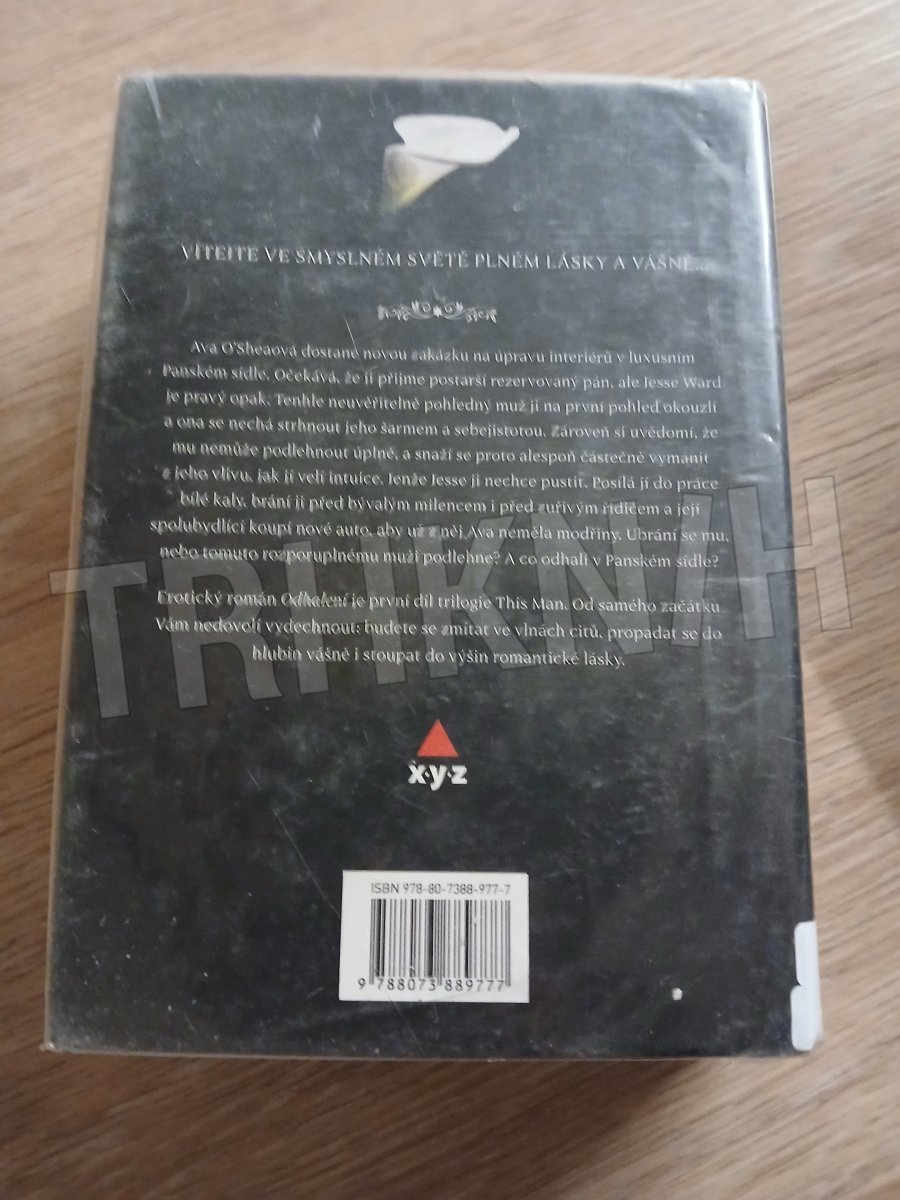 VÍTEJTE VE SMYSLNÉM SVĚTĚ PLNÉM LÁSKY A VÁŠNĚ...
Ava O'Sheaová dostane novou zakázku na úpravu interiérů v luxusním
Panském sídle. Očekává, že ji přijme postarší rezervovaný pán, ale Jesse Ward
je pravý opak. Tenhle neuvěřitelně pohledný muž ji na první pohled okouzlí
a ona se nechá strhnout jeho šarmem a sebejistotou. Zároveň si uvědomí, že
mu nemůže podlehnout úplně, a snaží se proto alespoň částečně vymanit
z jeho vlivu, jak jí velí intuice. Jenže Jesse ji nechce pustit. Posílá jí do práce
bílé kaly, brání ji před bývalým milencem i před zuřivým řidičem a její
spolubydlící koupí nové auto, aby už z něj Ava neměla modřiny. Ubrání se mu,
nebo tomuto rozporuplnému muži podlehne? A co odhalí v Panském sídle?
Erotický román Odhalení je první díl trilogie This Man. Od samého začátku
Vám nedovolí vydechnout: budete se zmítat ve vlnách citů, propadat se do
hlubin vášně i stoupat do výšin romantické lásky.
TRHKNIH
x·y·z
ISBN 978-80-7388-977-7
9 788073 889777